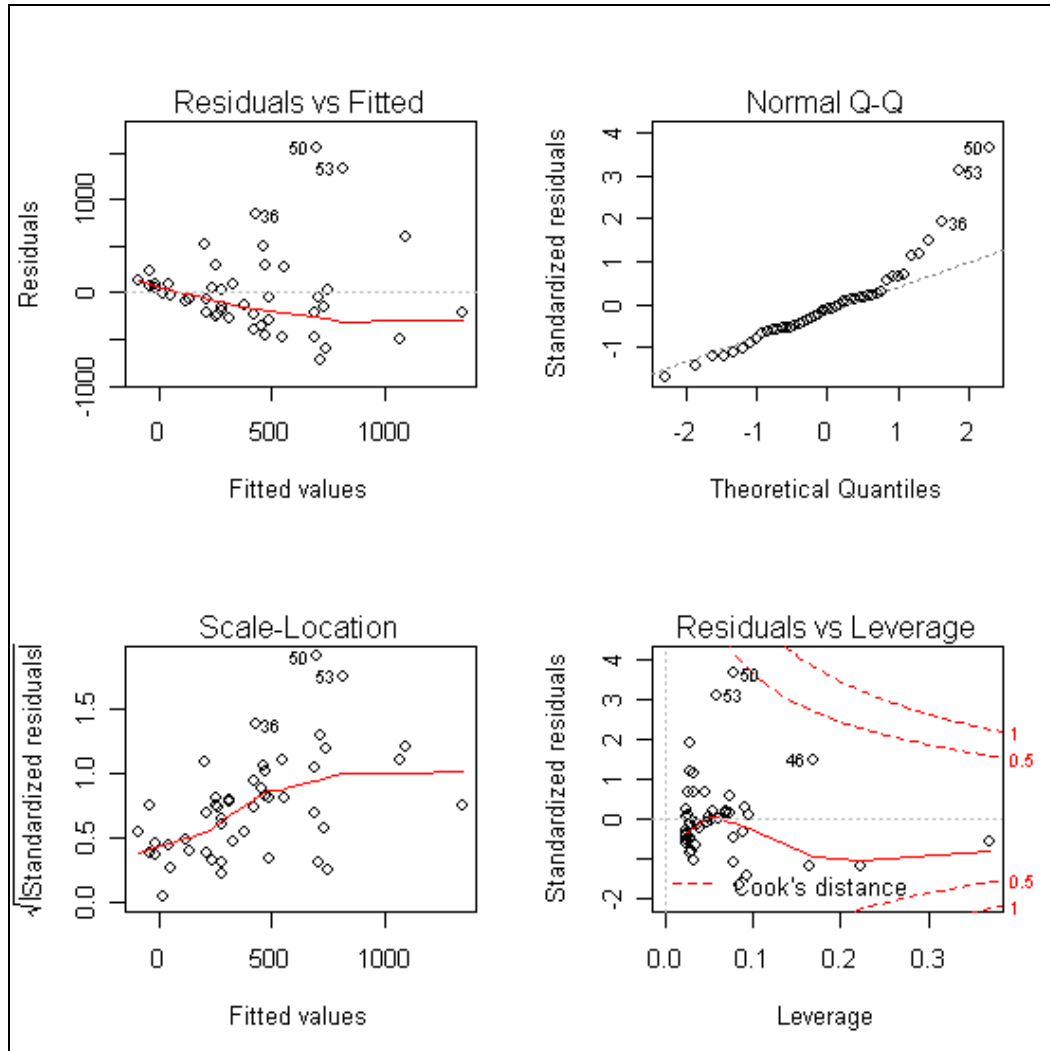 Residuals vs Fitted
Residuals
-1000 0 1000
50
53
36
0 500 1000
Fitted values
Normal Q-Q
Standardized residuals
-1 0 1 2 3 4
50
53
36
-2 -1 0 1 2
Theoretical Quantiles
Scale-Location
√|Standardized residuals|
0.0 0.5 1.0 1.5
50
53
36
0 500 1000
Fitted values
Residuals vs Leverage
Standardized residuals
-2 0 1 2 3 4
50
53
46
1
0.5
Cook's distance
0.5
1
0.0 0.1 0.2 0.3
Leverage